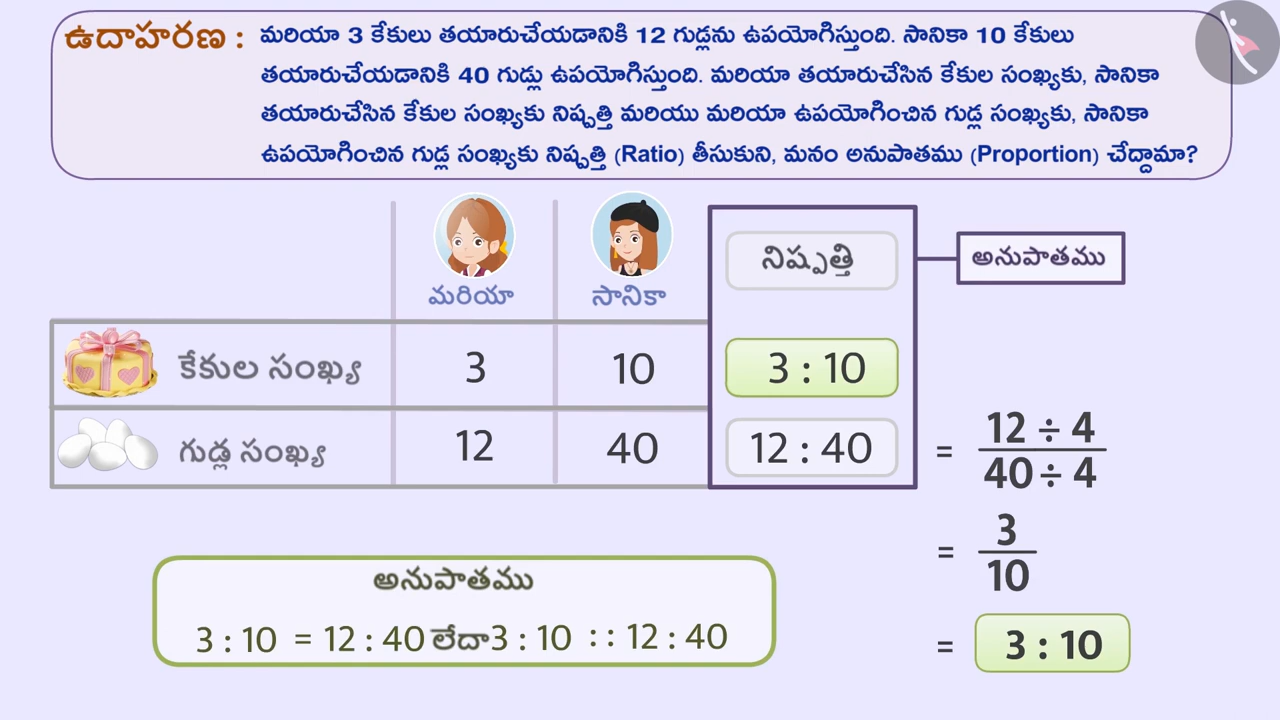 ఉదాహరణ : మరియా 3 కేకులు తయారుచేయడానికి 12 గుడ్లను ఉపయోగిస్తుంది. సానికా 10 కేకులు
తయారుచేయడానికి 40 గుడ్లు ఉపయోగిస్తుంది. మరియా తయారుచేసిన కేకుల సంఖ్యకు, సానికా
తయారుచేసిన కేకుల సంఖ్యకు నిష్పత్తి మరియు మరియా ఉపయోగించిన గుడ్ల సంఖ్యకు, సానికా
ఉపయోగించిన గుడ్ల సంఖ్యకు నిష్పత్తి (Ratio) తీసుకుని, మనం అనుపాతము (Proportion) చేద్దామా?
నిష్పత్తి అనుపాతము
మరియా సానికా
కేకుల సంఖ్య 3 10 3 : 10
గుడ్ల సంఖ్య 12 40 12 : 40 = 12 ÷ 4
40 ÷ 4
= 3
10
అనుపాతము
3 : 10 = 12 : 40 లేదా 3 : 10 : : 12 : 40
= 3 : 10